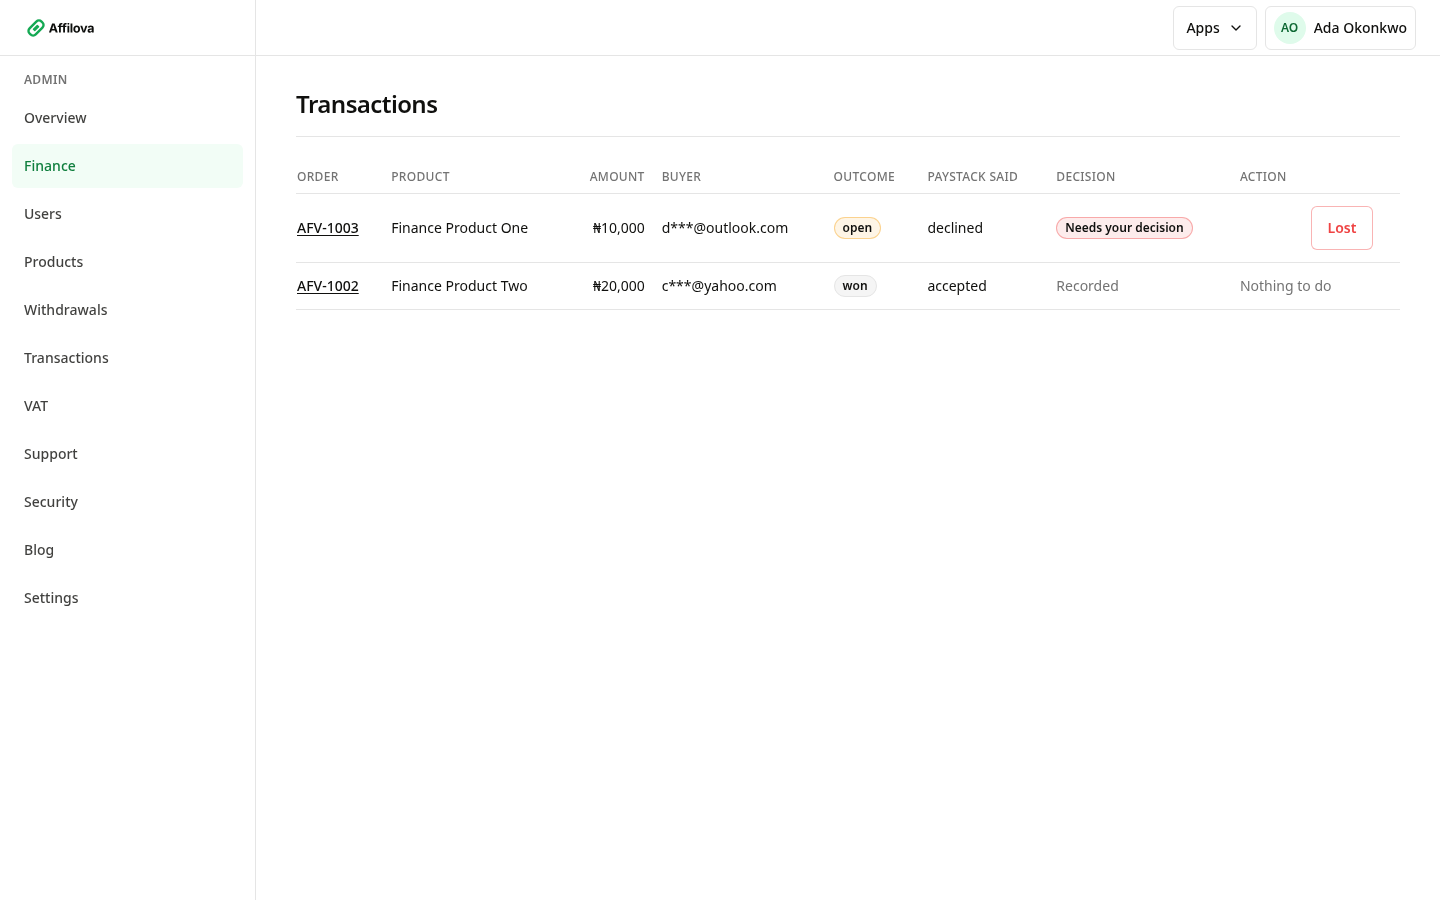 Affilova
Apps
AO
Ada Okonkwo
ADMIN
Overview
Finance
Users
Products
Withdrawals
Transactions
VAT
Support
Security
Blog
Settings
Transactions
ORDER PRODUCT AMOUNT BUYER OUTCOME PAYSTACK SAID DECISION ACTION
AFV-1003 Finance Product One ₦10,000 d***@outlook.com open declined Needs your decision Lost
AFV-1002 Finance Product Two ₦20,000 c***@yahoo.com won accepted Recorded Nothing to do